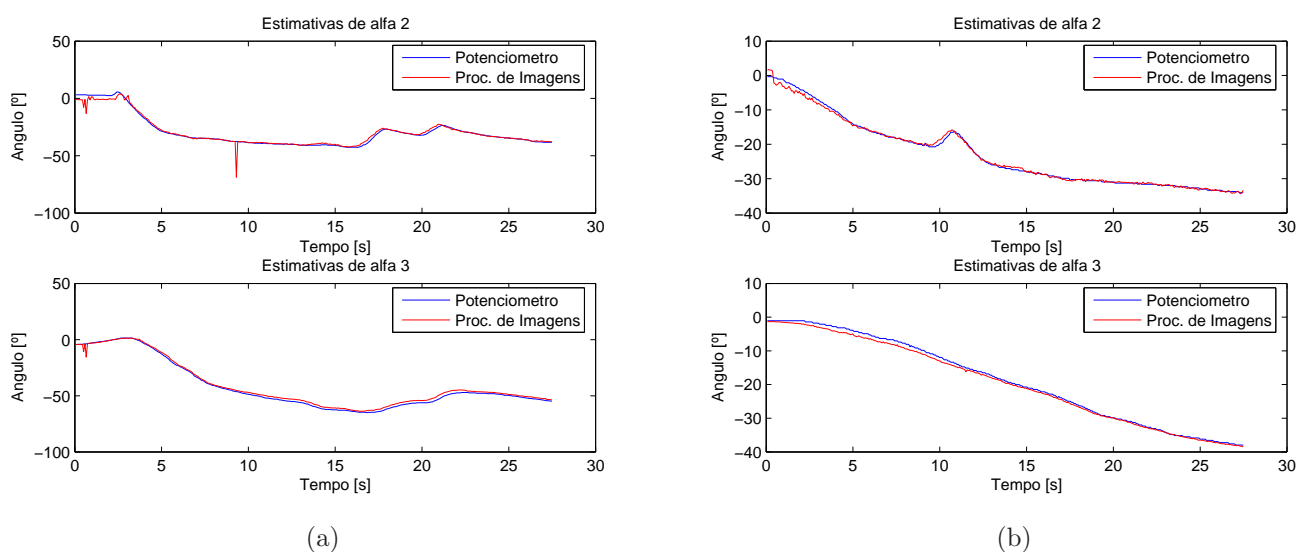 Estimativas de alfa 2
50
0
−50
−100
Angulo [º]
Potenciometro
Proc. de Imagens
0 5 10 15 20 25 30
Tempo [s]
Estimativas de alfa 3
50
0
−50
−100
Angulo [º]
Potenciometro
Proc. de Imagens
0 5 10 15 20 25 30
Tempo [s]
(a)
Estimativas de alfa 2
10
0
−10
−20
−30
−40
Angulo [º]
Potenciometro
Proc. de Imagens
0 5 10 15 20 25 30
Tempo [s]
Estimativas de alfa 3
10
0
−10
−20
−30
−40
Angulo [º]
Potenciometro
Proc. de Imagens
0 5 10 15 20 25 30
Tempo [s]
(b)